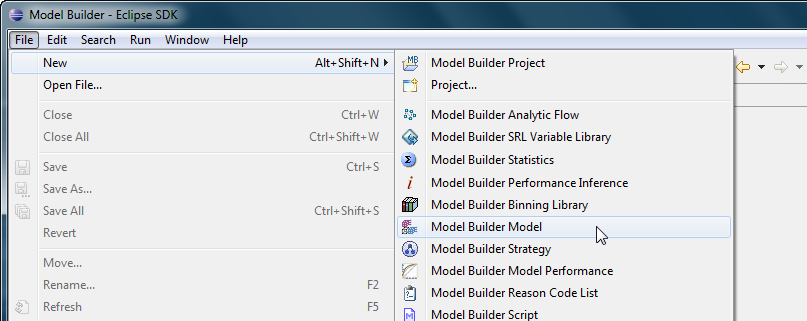 Model Builder - Eclipse SDK
File Edit Search Run Window Help
New Alt+Shift+N
Open File...
Close Ctrl+W
Close All Ctrl+Shift+W
Save Ctrl+S
Save As...
Save All Ctrl+Shift+S
Revert
Move...
Rename... F2
Refresh F5
MB Model Builder Project
Project...
Model Builder Analytic Flow
Model Builder SRL Variable Library
Σ Model Builder Statistics
i Model Builder Performance Inference
Model Builder Binning Library
Model Builder Model
Model Builder Strategy
Model Builder Model Performance
Model Builder Reason Code List
Model Builder Script